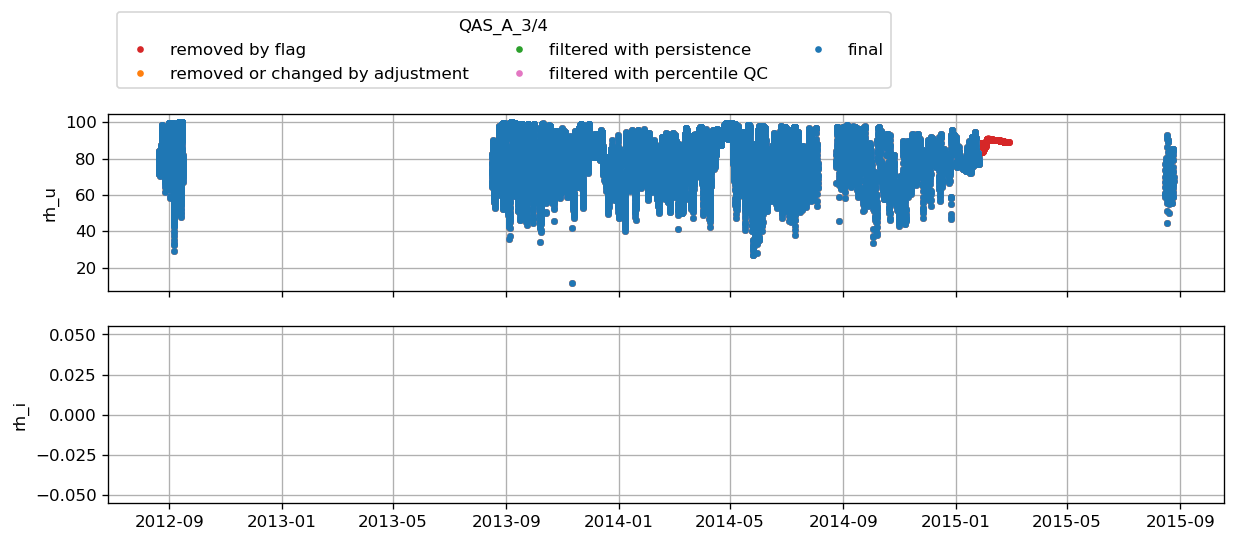 QAS_A_3/4
removed by flag
filtered with persistence
final
removed or changed by adjustment
filtered with percentile QC
100
80
60
40
20
rh_u
0.050
0.025
0.000
−0.025
−0.050
rh_i
2012-09
2013-01
2013-05
2013-09
2014-01
2014-05
2014-09
2015-01
2015-05
2015-09